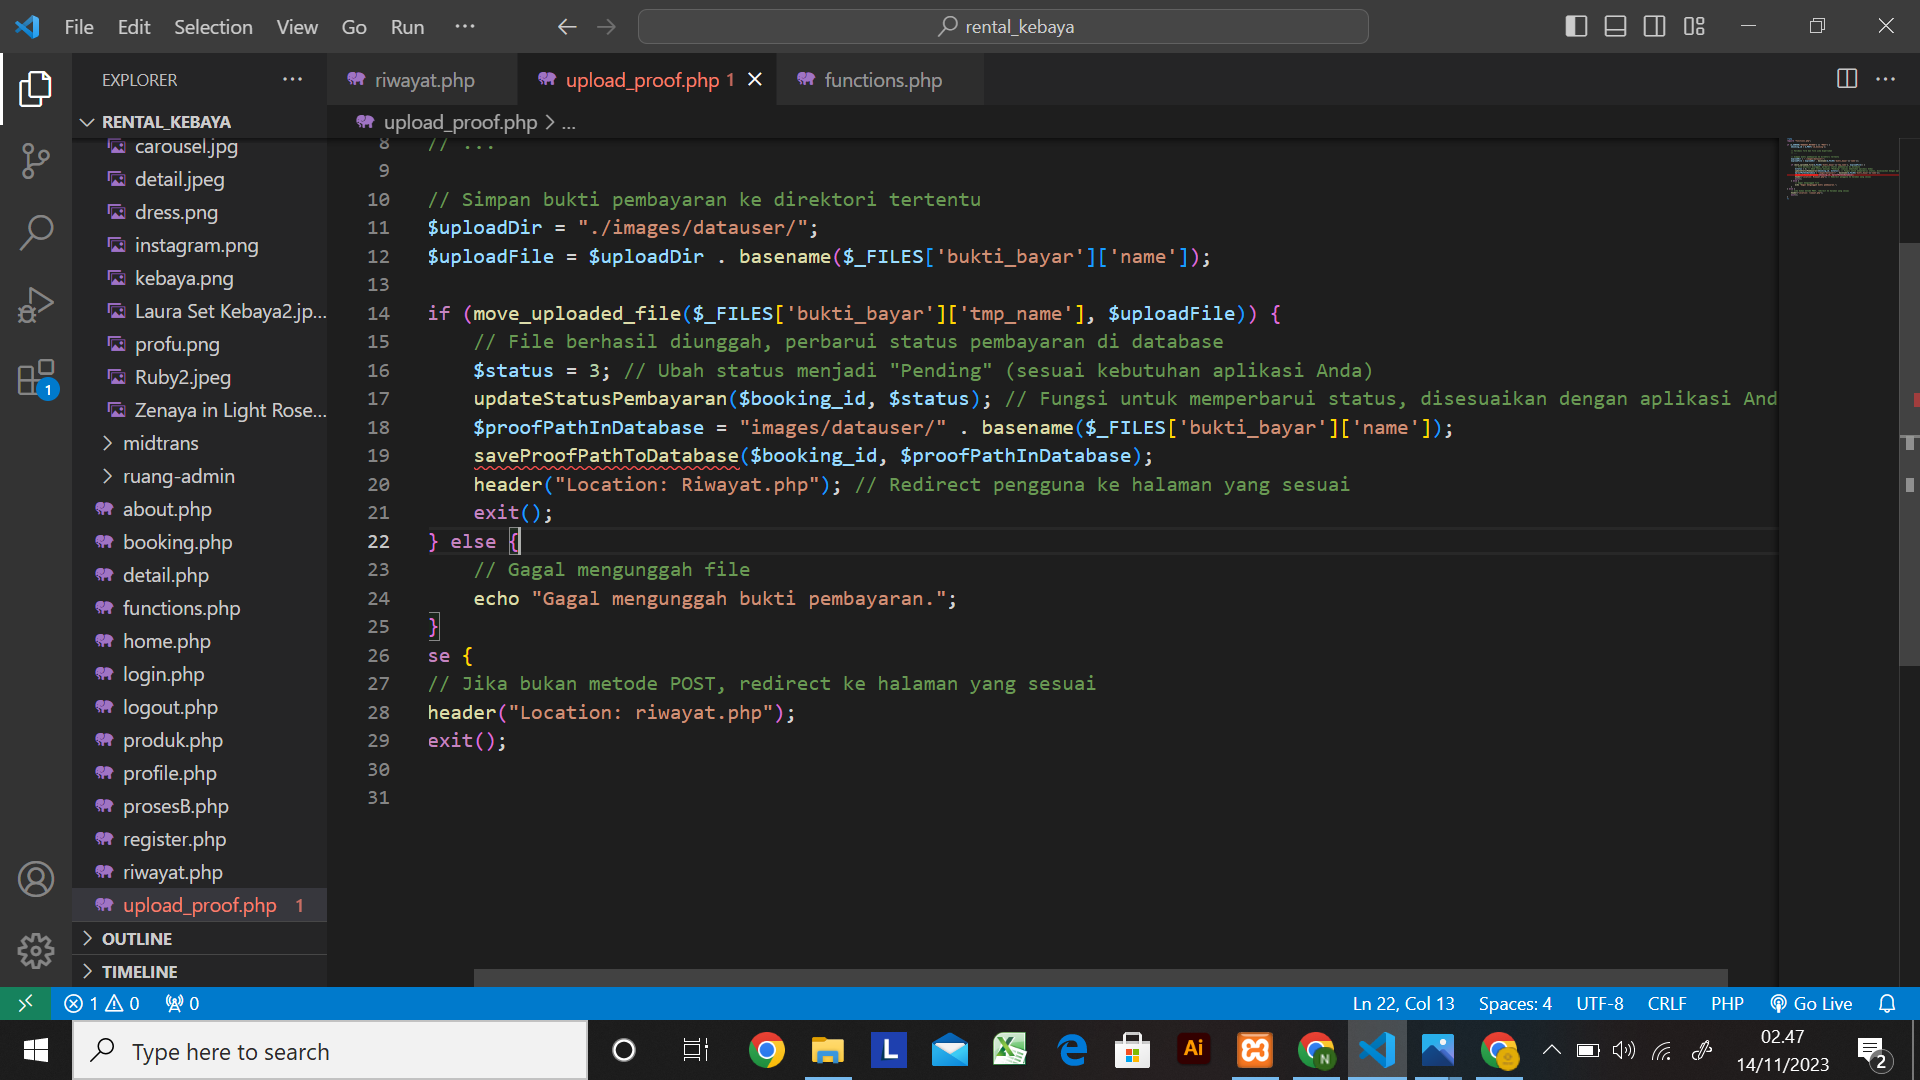 File Edit Selection View Go Run ···
rental_kebaya
EXPLORER ···
riwayat.php
upload_proof.php 1
functions.php
RENTAL_KEBAYA
upload_proof.php > ...
carousel.jpg
detail.jpeg
dress.png
instagram.png
kebaya.png
Laura Set Kebaya2.jp...
profu.png
Ruby2.jpeg
Zenaya in Light Rose...
midtrans
ruang-admin
about.php
booking.php
detail.php
functions.php
home.php
login.php
logout.php
produk.php
profile.php
prosesB.php
register.php
riwayat.php
upload_proof.php 1
OUTLINE
TIMELINE
1
8 // ...
9
10 // Simpan bukti pembayaran ke direktori tertentu
11 $uploadDir = "./images/datauser/";
12 $uploadFile = $uploadDir . basename($_FILES['bukti_bayar']['name']);
13
14 if (move_uploaded_file($_FILES['bukti_bayar']['tmp_name'], $uploadFile)) {
15 // File berhasil diunggah, perbarui status pembayaran di database
16 $status = 3; // Ubah status menjadi "Pending" (sesuai kebutuhan aplikasi Anda)
17 updateStatusPembayaran($booking_id, $status); // Fungsi untuk memperbarui status, disesuaikan dengan aplikasi And
18 $proofPathInDatabase = "images/datauser/" . basename($_FILES['bukti_bayar']['name']);
19 saveProofPathToDatabase($booking_id, $proofPathInDatabase);
20 header("Location: Riwayat.php"); // Redirect pengguna ke halaman yang sesuai
21 exit();
22 } else {
23 // Gagal mengunggah file
24 echo "Gagal mengunggah bukti pembayaran.";
25 }
26 se {
27 // Jika bukan metode POST, redirect ke halaman yang sesuai
28 header("Location: riwayat.php");
29 exit();
30
31
1 0 0
Ln 22, Col 13 Spaces: 4 UTF-8 CRLF PHP Go Live
Type here to search
L
Ai
N
02.47
14/11/2023
2